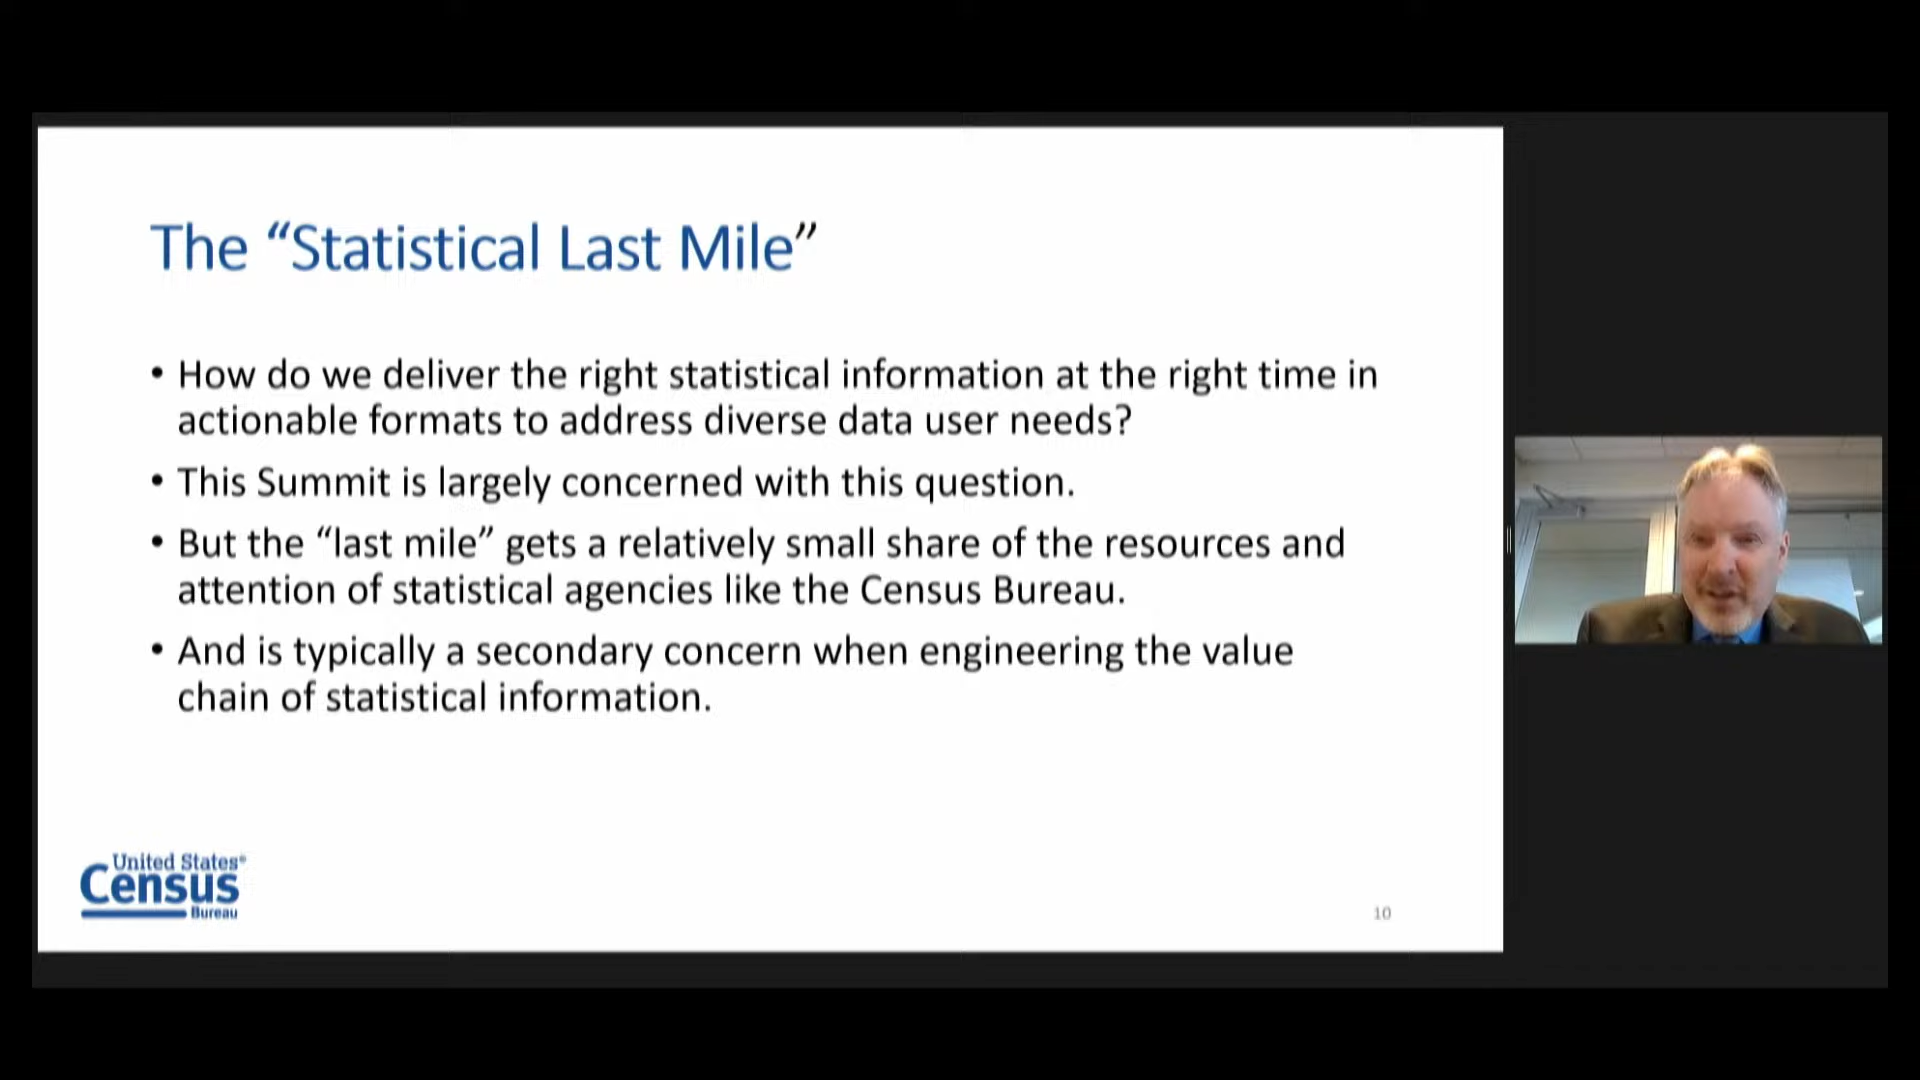 The “Statistical Last Mile”
• How do we deliver the right statistical information at the right time in
actionable formats to address diverse data user needs?
• This Summit is largely concerned with this question.
• But the “last mile” gets a relatively small share of the resources and
attention of statistical agencies like the Census Bureau.
• And is typically a secondary concern when engineering the value
chain of statistical information.
United States®
Census
Bureau
10